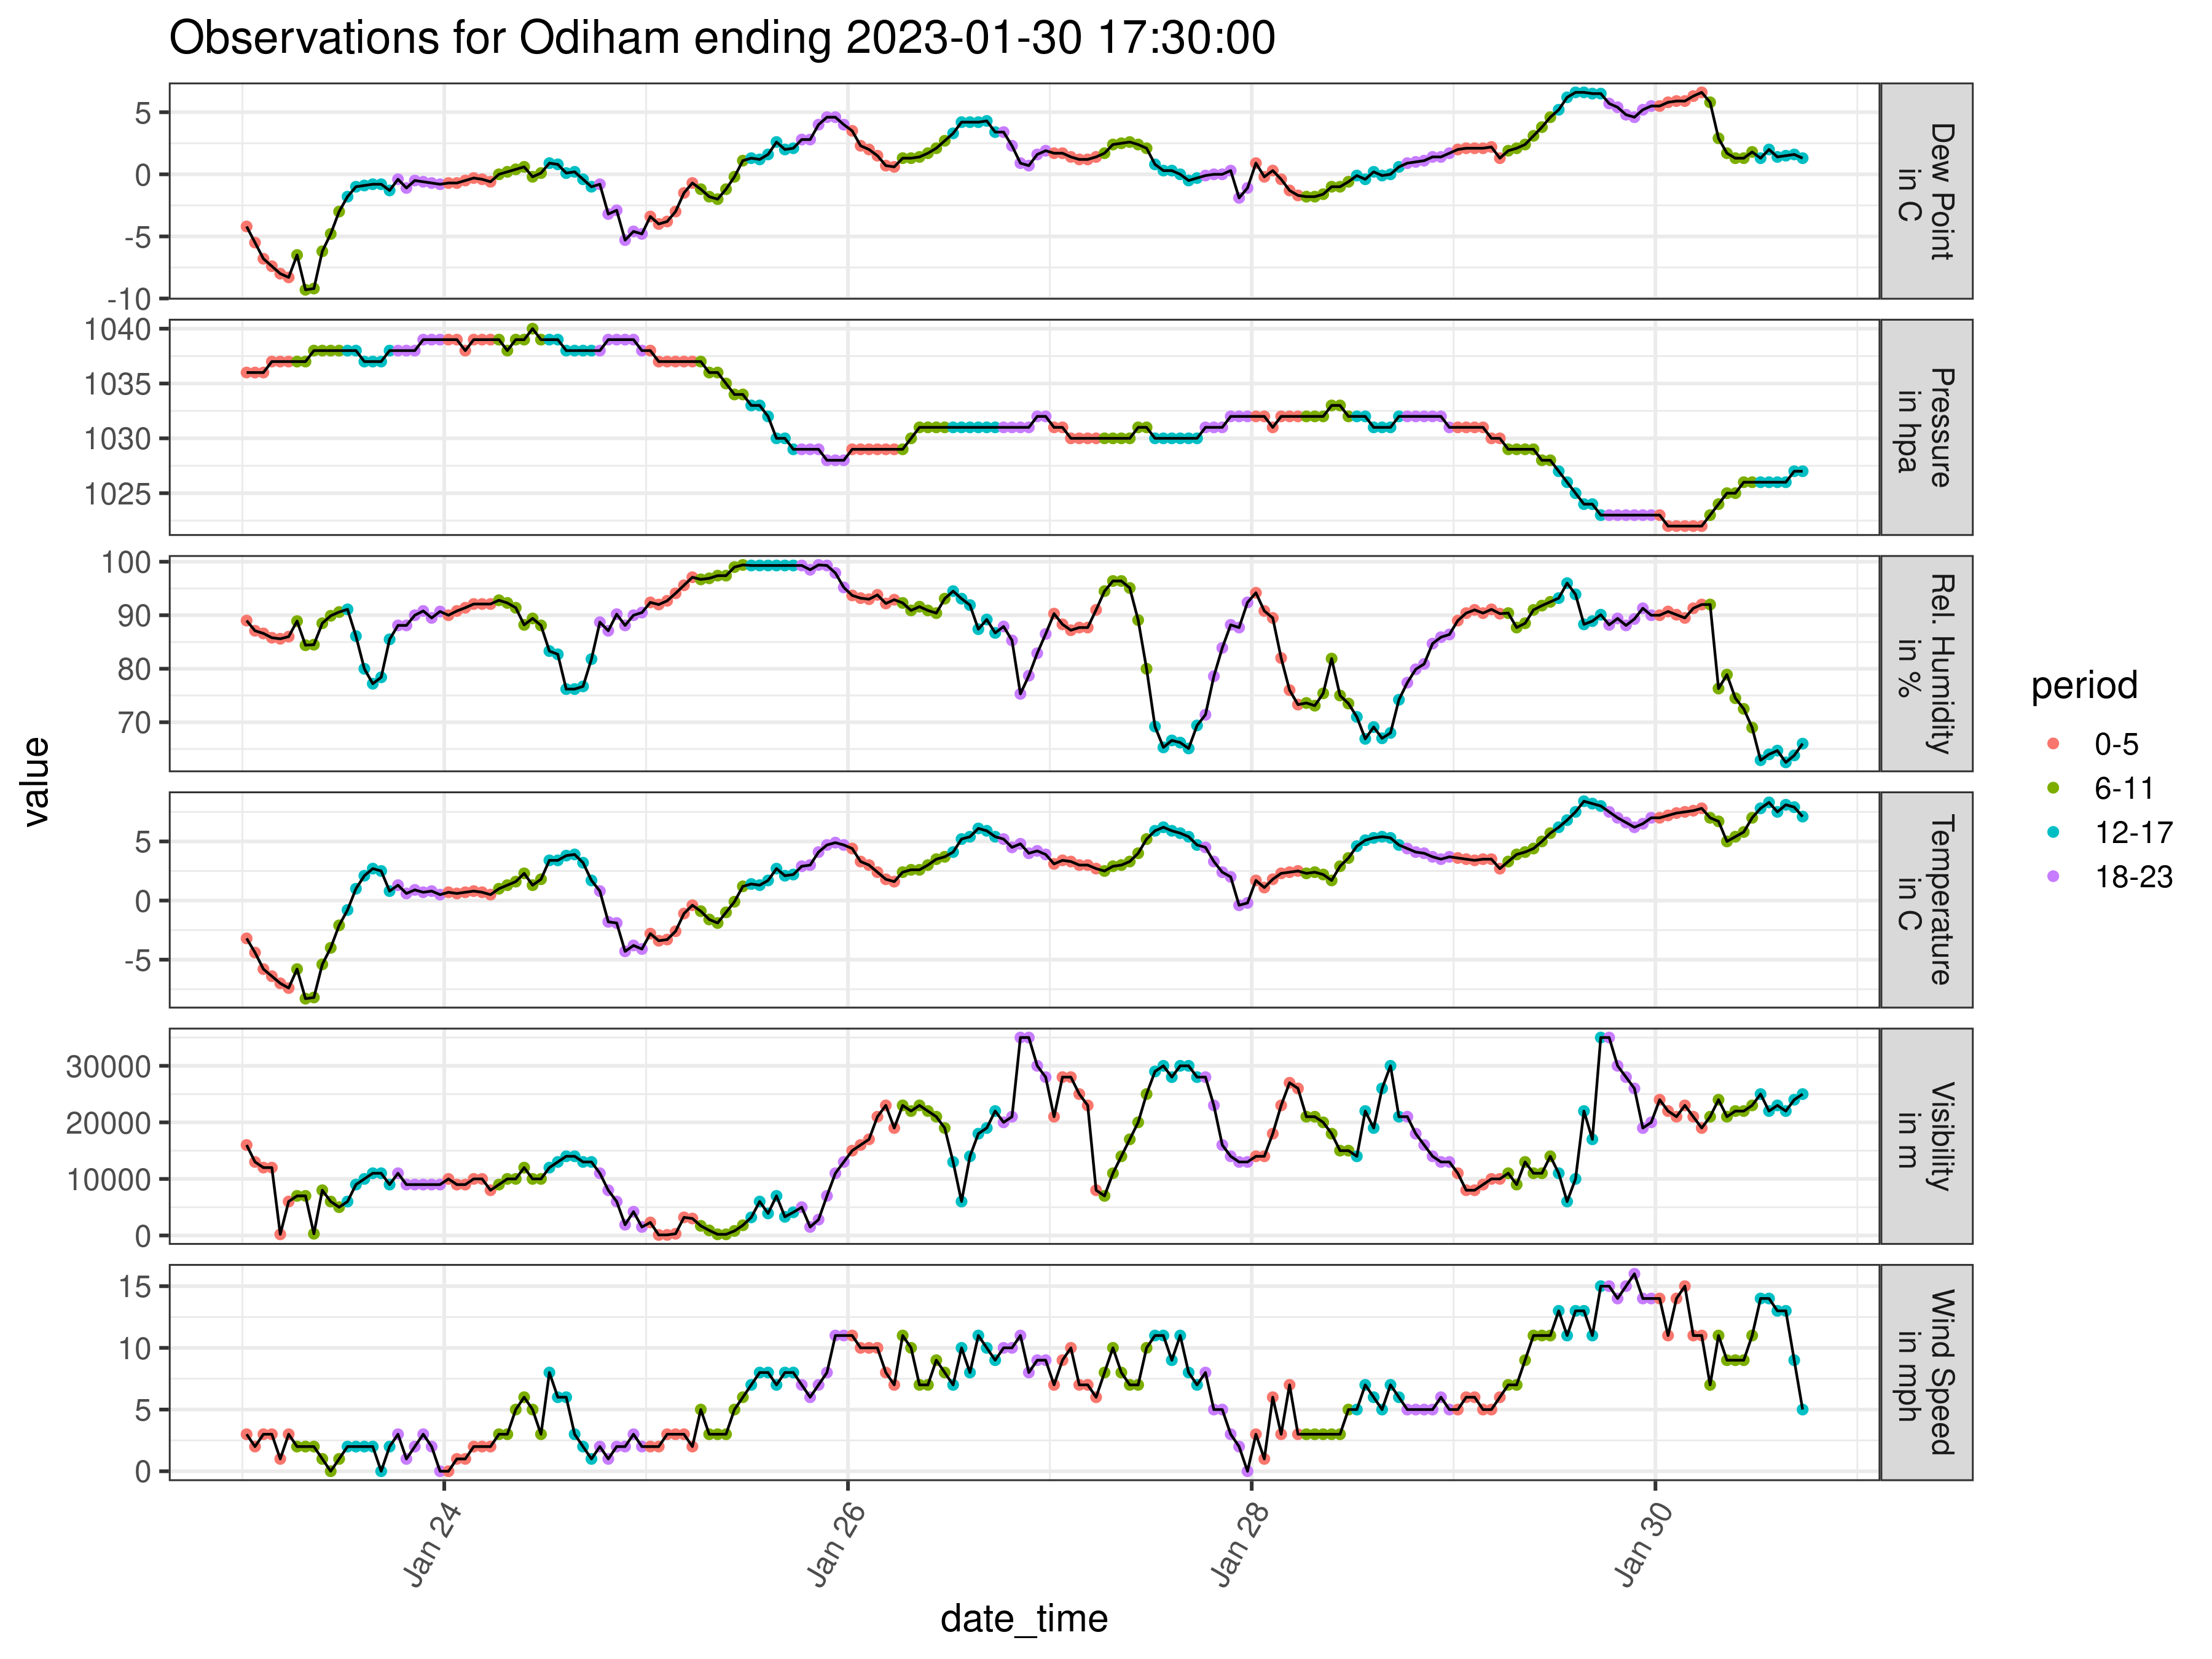 Observations for Odiham ending 2023-01-30 17:30:00
5
0
-5
-10
Dew Point
in C
1040
1035
1030
1025
Pressure
in hpa
100
90
80
70
Rel. Humidity
in %
5
0
-5
Temperature
in C
30000
20000
10000
0
Visibility
in m
15
10
5
0
Wind Speed
in mph
value
Jan 24
Jan 26
Jan 28
Jan 30
date_time
period
0-5
6-11
12-17
18-23